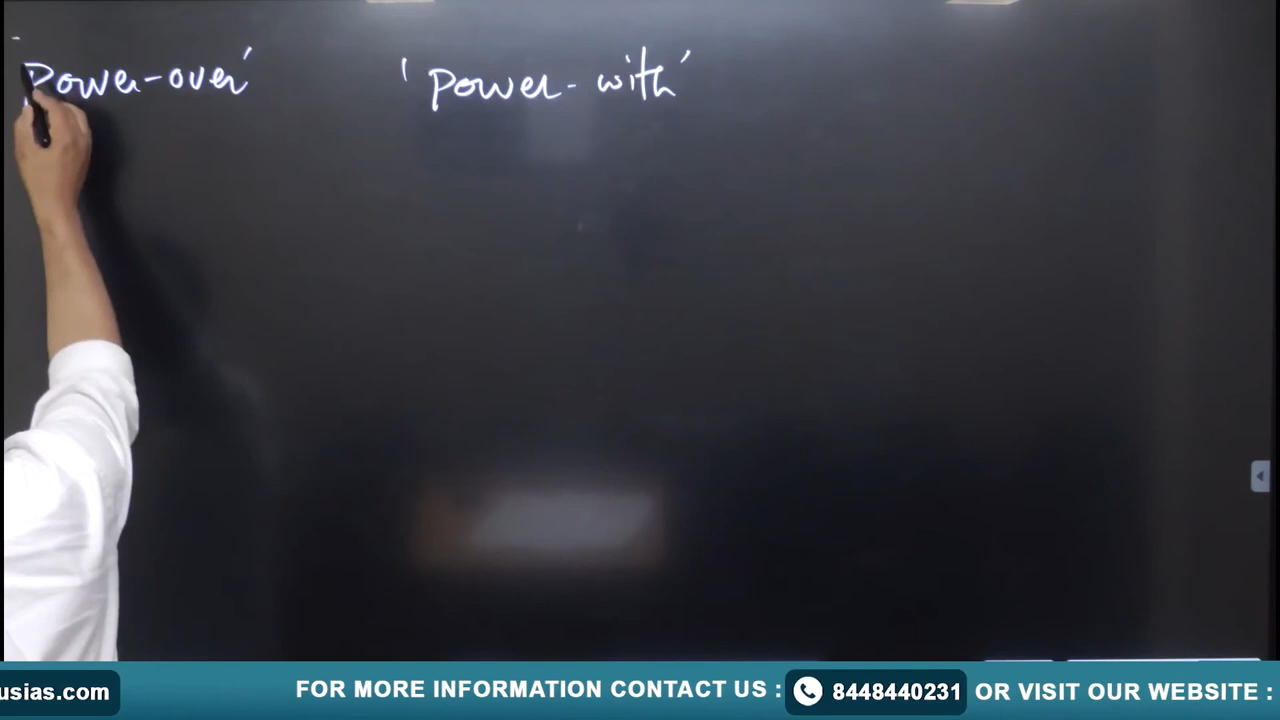 'Power-over' 'Power-with'
usias.com FOR MORE INFORMATION CONTACT US : 8448440231 OR VISIT OUR WEBSITE :